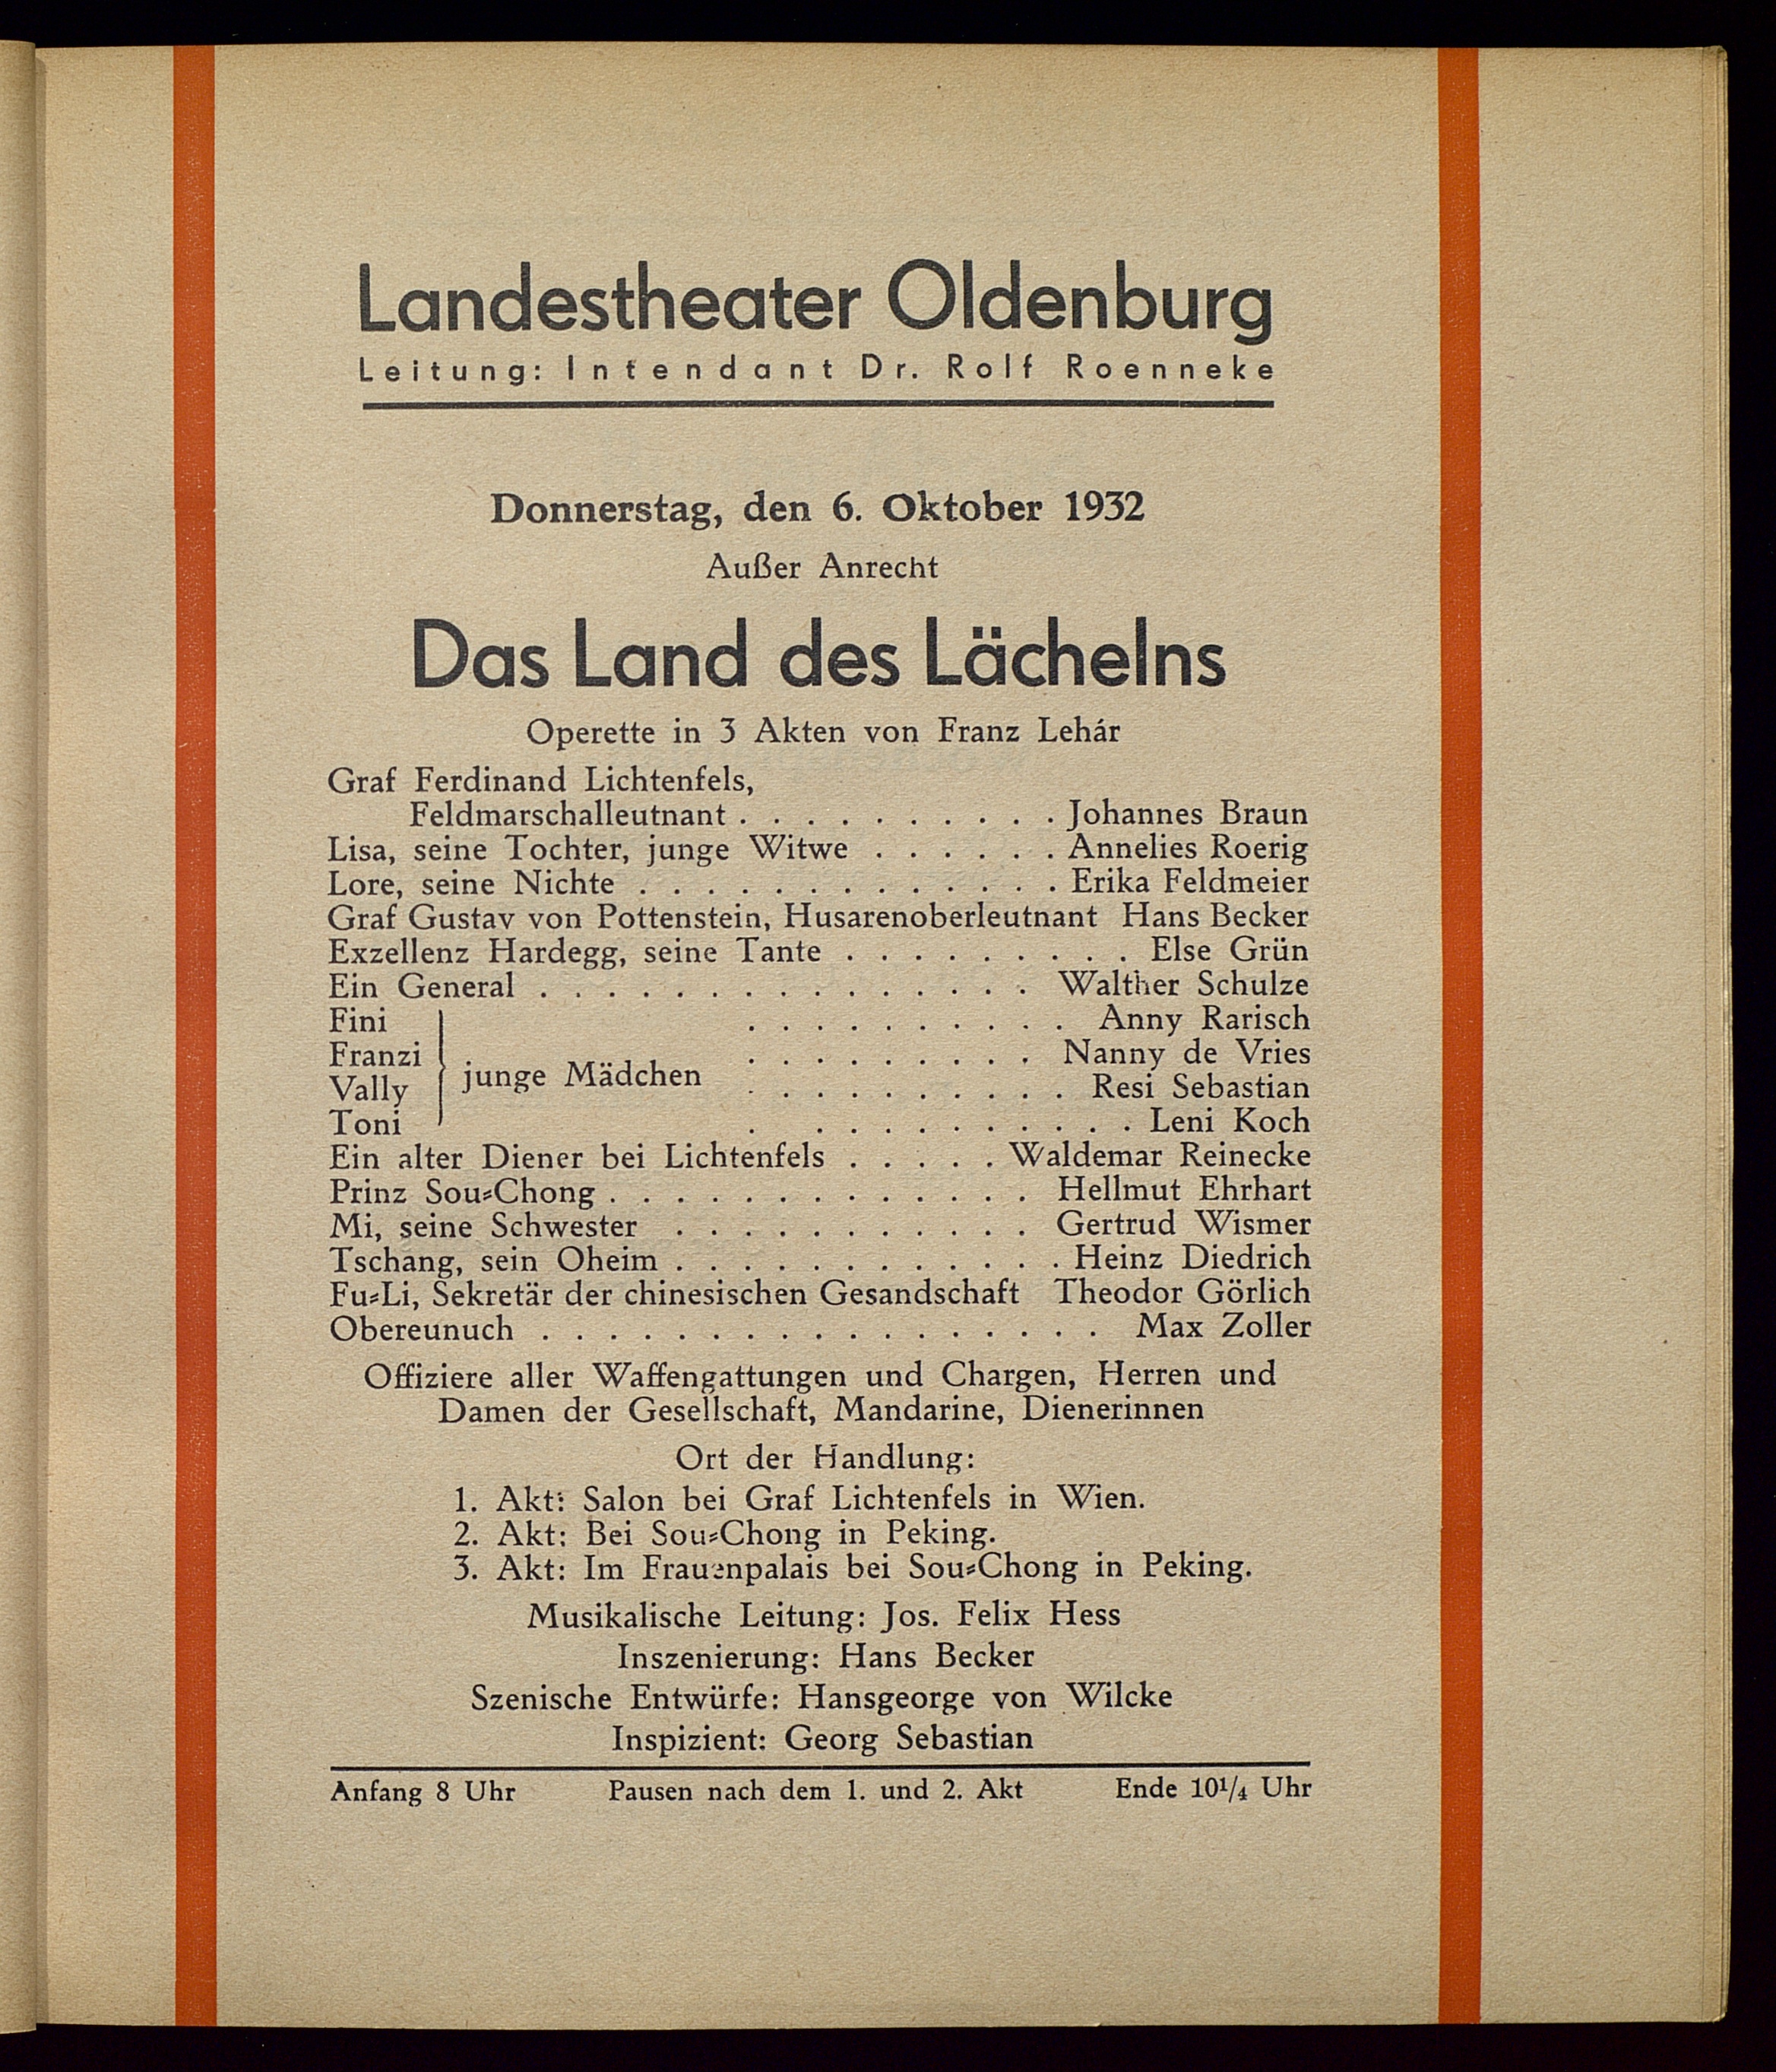 Landestheater Oldenburg
Leitung: Intendant Dr. Rolf Roenneke
Donnerstag, den 6. Oktober 1932
Außer Anrecht
Das Land des Lächelns
Operette in 3 Akten von Franz Lehár
Graf Ferdinand Lichtenfels,
Feldmarschalleutnant . . . . . . . . . . Johannes Braun
Lisa, seine Tochter, junge Witwe . . . . . . Annelies Roerig
Lore, seine Nichte . . . . . . . . . . . . . Erika Feldmeier
Graf Gustav von Pottenstein, Husarenoberleutnant Hans Becker
Exzellenz Hardegg, seine Tante . . . . . . . . . Else Grün
Ein General . . . . . . . . . . . . . . . Walther Schulze
Fini . . . . . . . . . . Anny Rarisch
Franzi . . . . . . . . . Nanny de Vries
junge Mädchen
Vally . . . . . . . . . . Resi Sebastian
Toni . . . . . . . . . . . Leni Koch
Ein alter Diener bei Lichtenfels . . . . . Waldemar Reinecke
Prinz Sou-Chong . . . . . . . . . . . . . Hellmut Ehrhart
Mi, seine Schwester . . . . . . . . . . . Gertrud Wismer
Tschang, sein Oheim . . . . . . . . . . . . Heinz Diedrich
Fu-Li, Sekretär der chinesischen Gesandschaft Theodor Görlich
Obereunuch . . . . . . . . . . . . . . . . . Max Zoller
Offiziere aller Waffengattungen und Chargen, Herren und
Damen der Gesellschaft, Mandarine, Dienerinnen
Ort der Handlung:
1. Akt: Salon bei Graf Lichtenfels in Wien.
2. Akt: Bei Sou-Chong in Peking.
3. Akt: Im Frauenpalais bei Sou-Chong in Peking.
Musikalische Leitung: Jos. Felix Hess
Inszenierung: Hans Becker
Szenische Entwürfe: Hansgeorge von Wilcke
Inspizient: Georg Sebastian
Anfang 8 Uhr Pausen nach dem 1. und 2. Akt Ende 10¼ Uhr